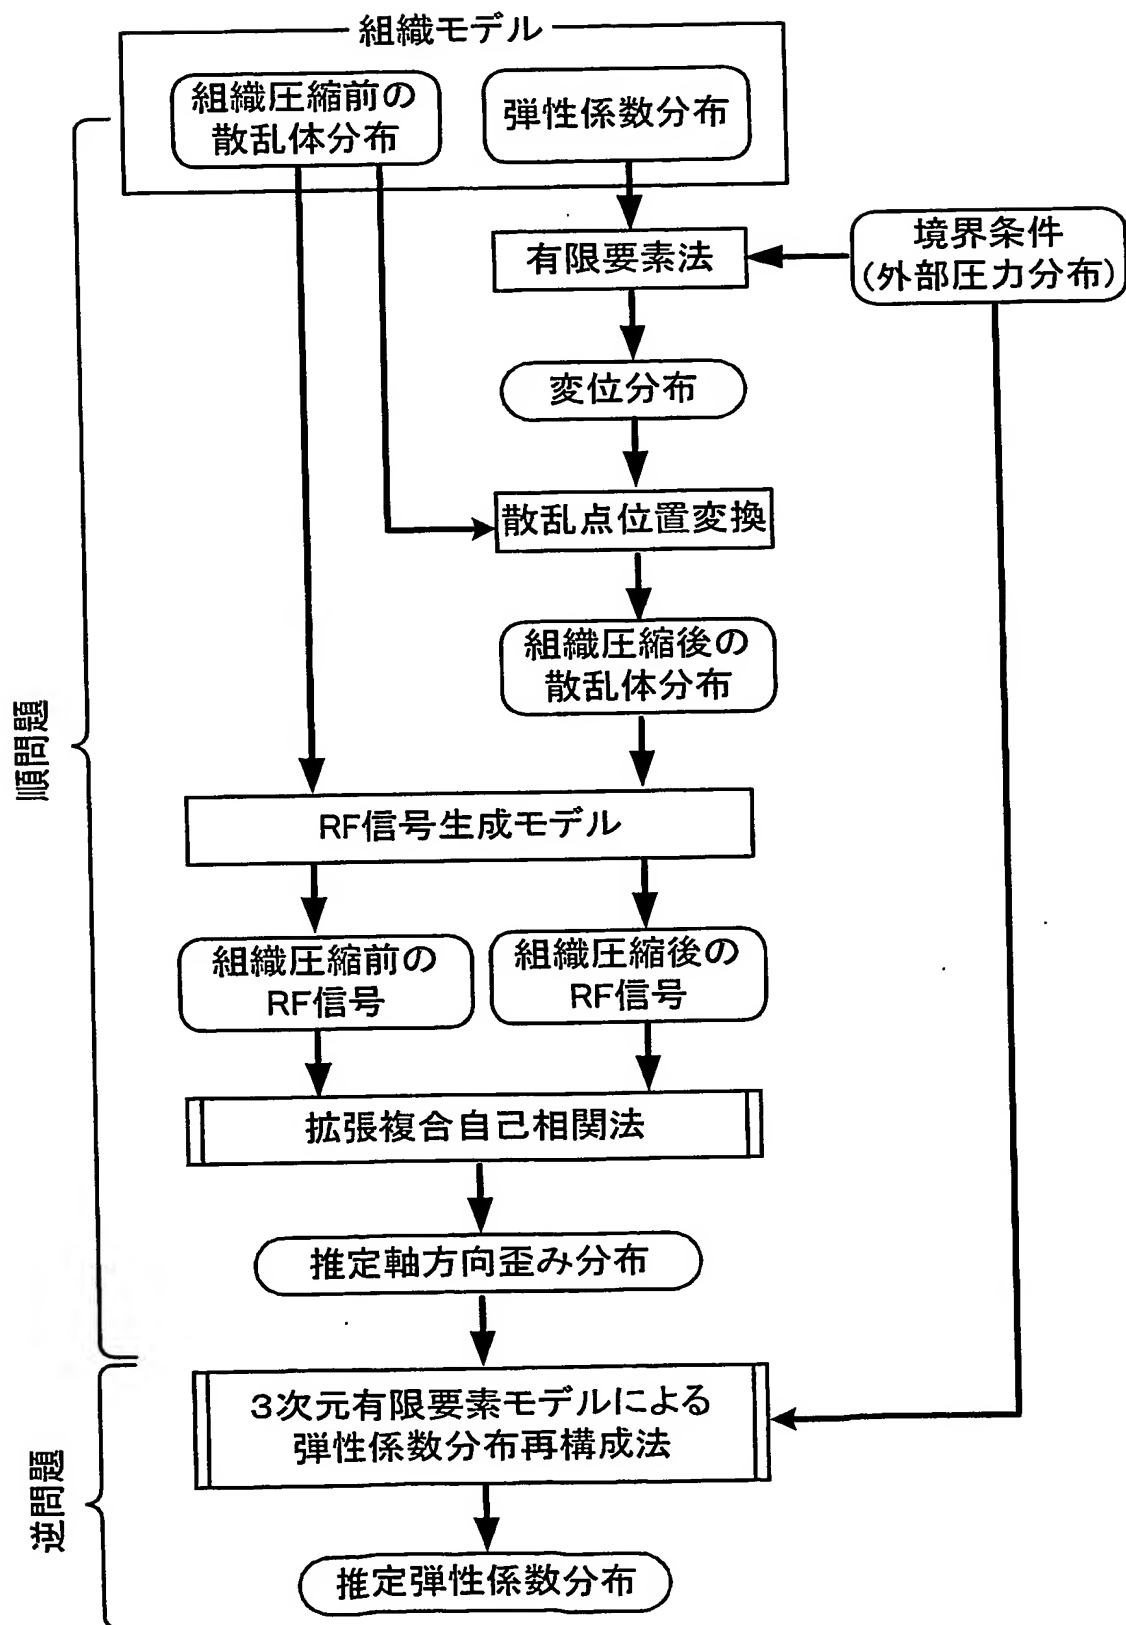 組織モデル
組織圧縮前の
散乱体分布
弾性係数分布
有限要素法
境界条件
(外部圧力分布)
変位分布
散乱点位置変換
組織圧縮後の
散乱体分布
順問題
RF信号生成モデル
組織圧縮前の
RF信号
組織圧縮後の
RF信号
拡張複合自己相関法
推定軸方向歪み分布
3次元有限要素モデルによる
弾性係数分布再構成法
逆問題
推定弾性係数分布